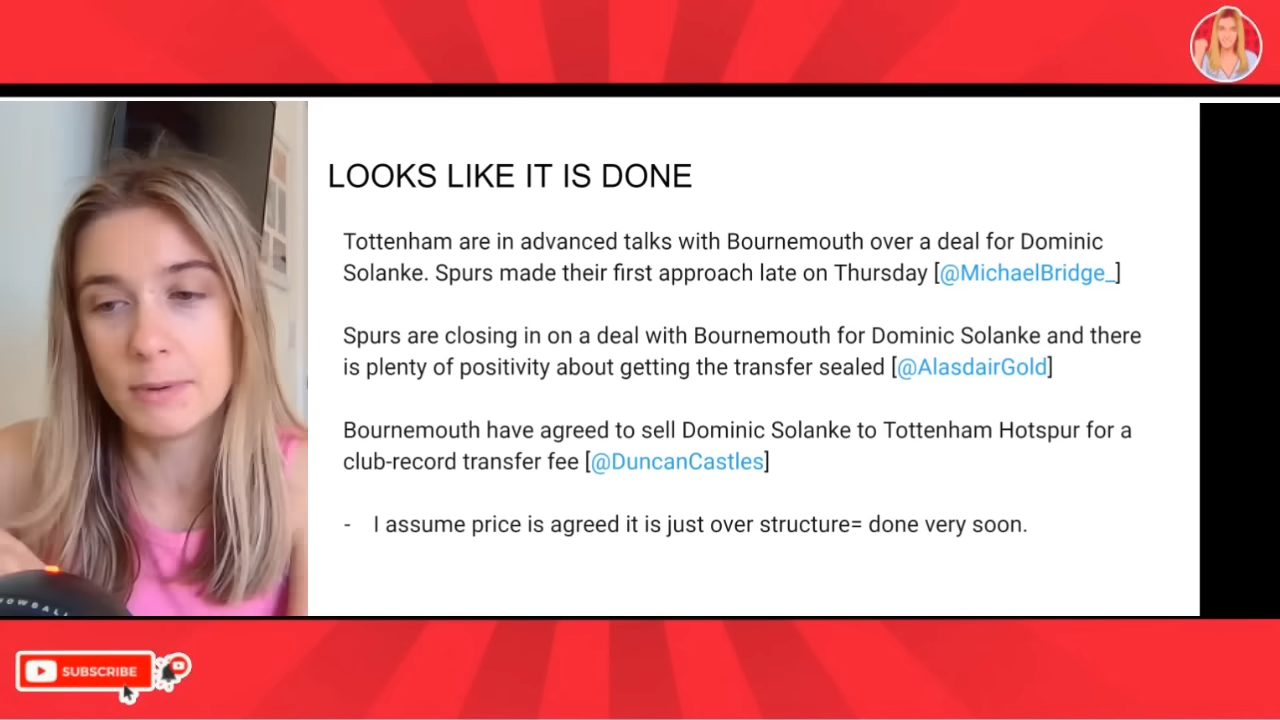 LOOKS LIKE IT IS DONE
Tottenham are in advanced talks with Bournemouth over a deal for Dominic
Solanke. Spurs made their first approach late on Thursday [@MichaelBridge_]
Spurs are closing in on a deal with Bournemouth for Dominic Solanke and there
is plenty of positivity about getting the transfer sealed [@AlasdairGold]
Bournemouth have agreed to sell Dominic Solanke to Tottenham Hotspur for a
club-record transfer fee [@DuncanCastles]
- I assume price is agreed it is just over structure= done very soon.
SUBSCRIBE